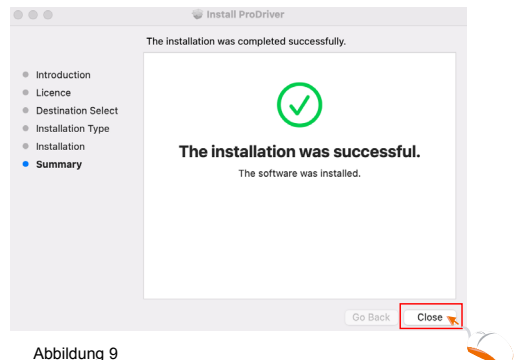 Install ProDriver
The installation was completed successfully.
Introduction
Licence
Destination Select
Installation Type
Installation
Summary
The installation was successful.
The software was installed.
Go Back
Close
Abbildung 9